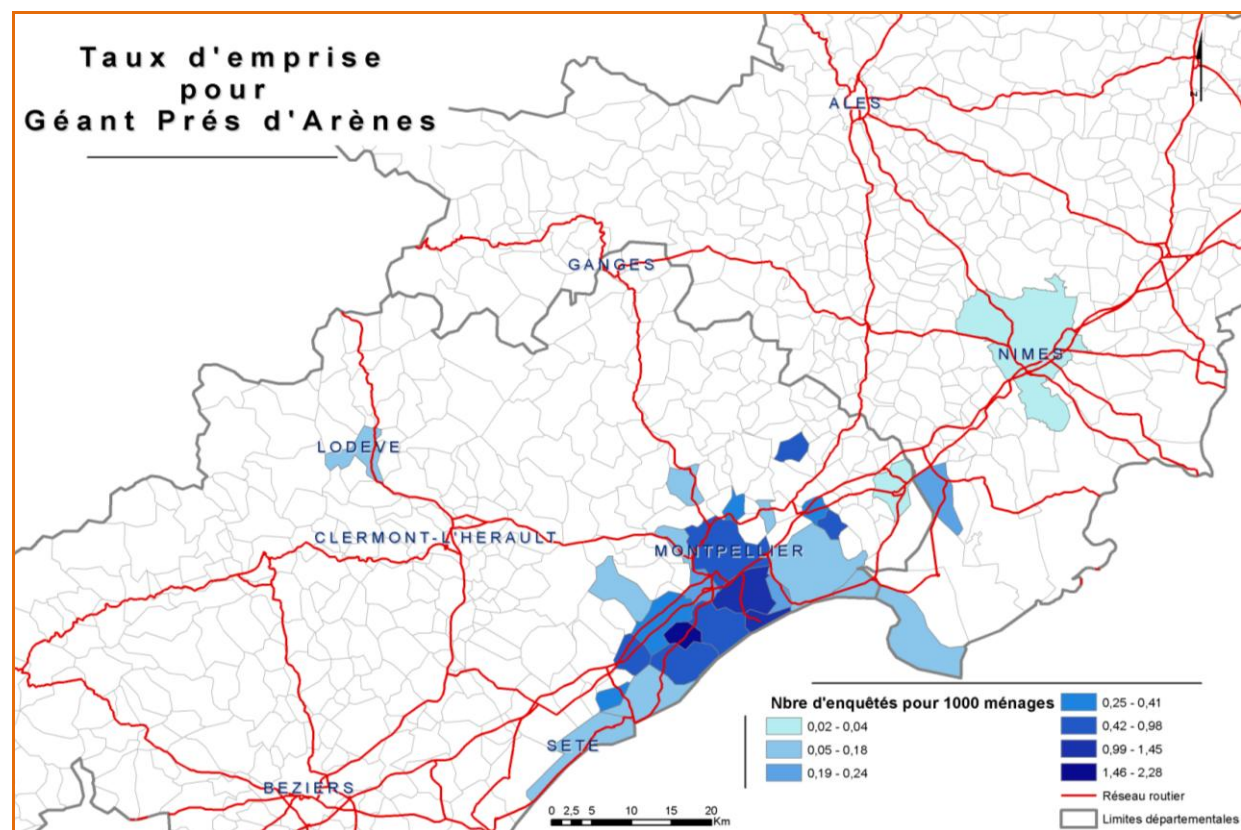 Taux d'emprise
pour
Géant Prés d'Arènes
ALES
N
GANGES
NIMES
LODEVE
CLERMONT-L'HERAULT
MONTPELLIER
SETE
BEZIERS
Nbre d'enquêtés pour 1000 ménages
0,02 - 0,04
0,05 - 0,18
0,19 - 0,24
0,25 - 0,41
0,42 - 0,98
0,99 - 1,45
1,46 - 2,28
Réseau routier
Limites départementales
0 2,5 5 10 15 20
Km